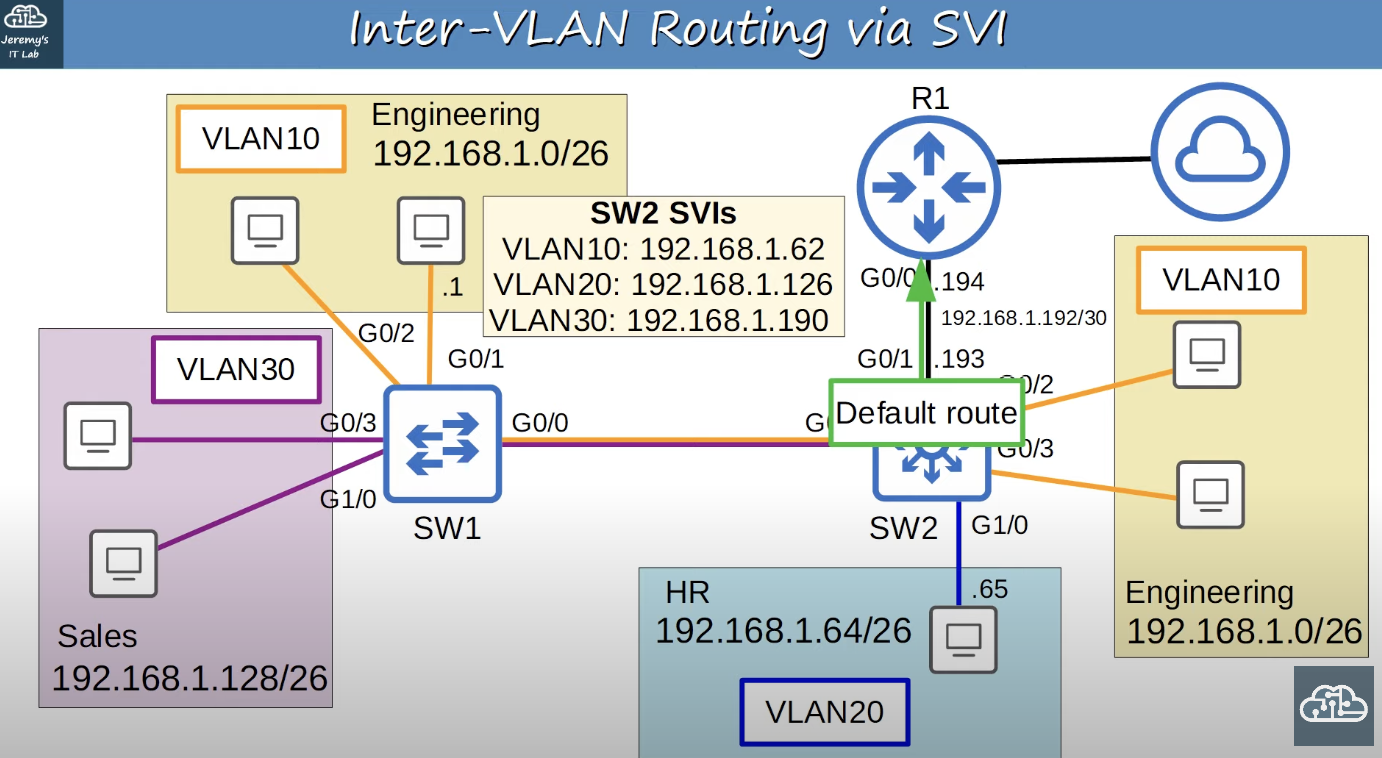 Jeremy's
IT Lab
Inter-VLAN Routing via SVI
VLAN10
Engineering
192.168.1.0/26
SW2 SVIs
VLAN10: 192.168.1.62
VLAN20: 192.168.1.126
VLAN30: 192.168.1.190
.1
G0/2
G0/1
R1
G0/0
.194
192.168.1.192/30
G0/1
.193
VLAN10
VLAN30
G0/3
G0/0
G1/0
SW1
Default route
G0/3
SW2
G1/0
Sales
192.168.1.128/26
HR
.65
192.168.1.64/26
VLAN20
Engineering
192.168.1.0/26